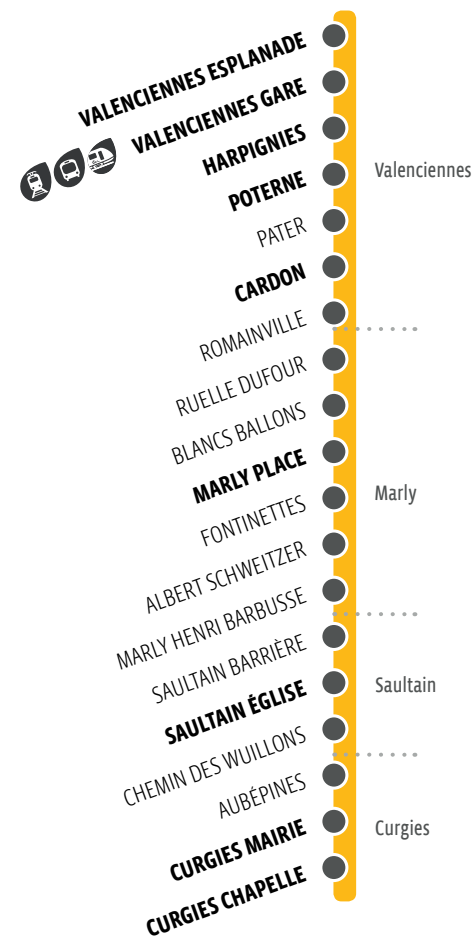 VALENCIENNES ESPLANADE
VALENCIENNES GARE
HARPIGNIES
POTERNE
PATER
CARDON
ROMAINVILLE
RUELLE DUFOUR
BLANCS BALLONS
MARLY PLACE
FONTINETTES
ALBERT SCHWEITZER
MARLY HENRI BARBUSSE
SAULTAIN BARRIÈRE
SAULTAIN ÉGLISE
CHEMIN DES WUILLONS
AUBÉPINES
CURGIES MAIRIE
CURGIES CHAPELLE
Valenciennes
Marly
Saultain
Curgies